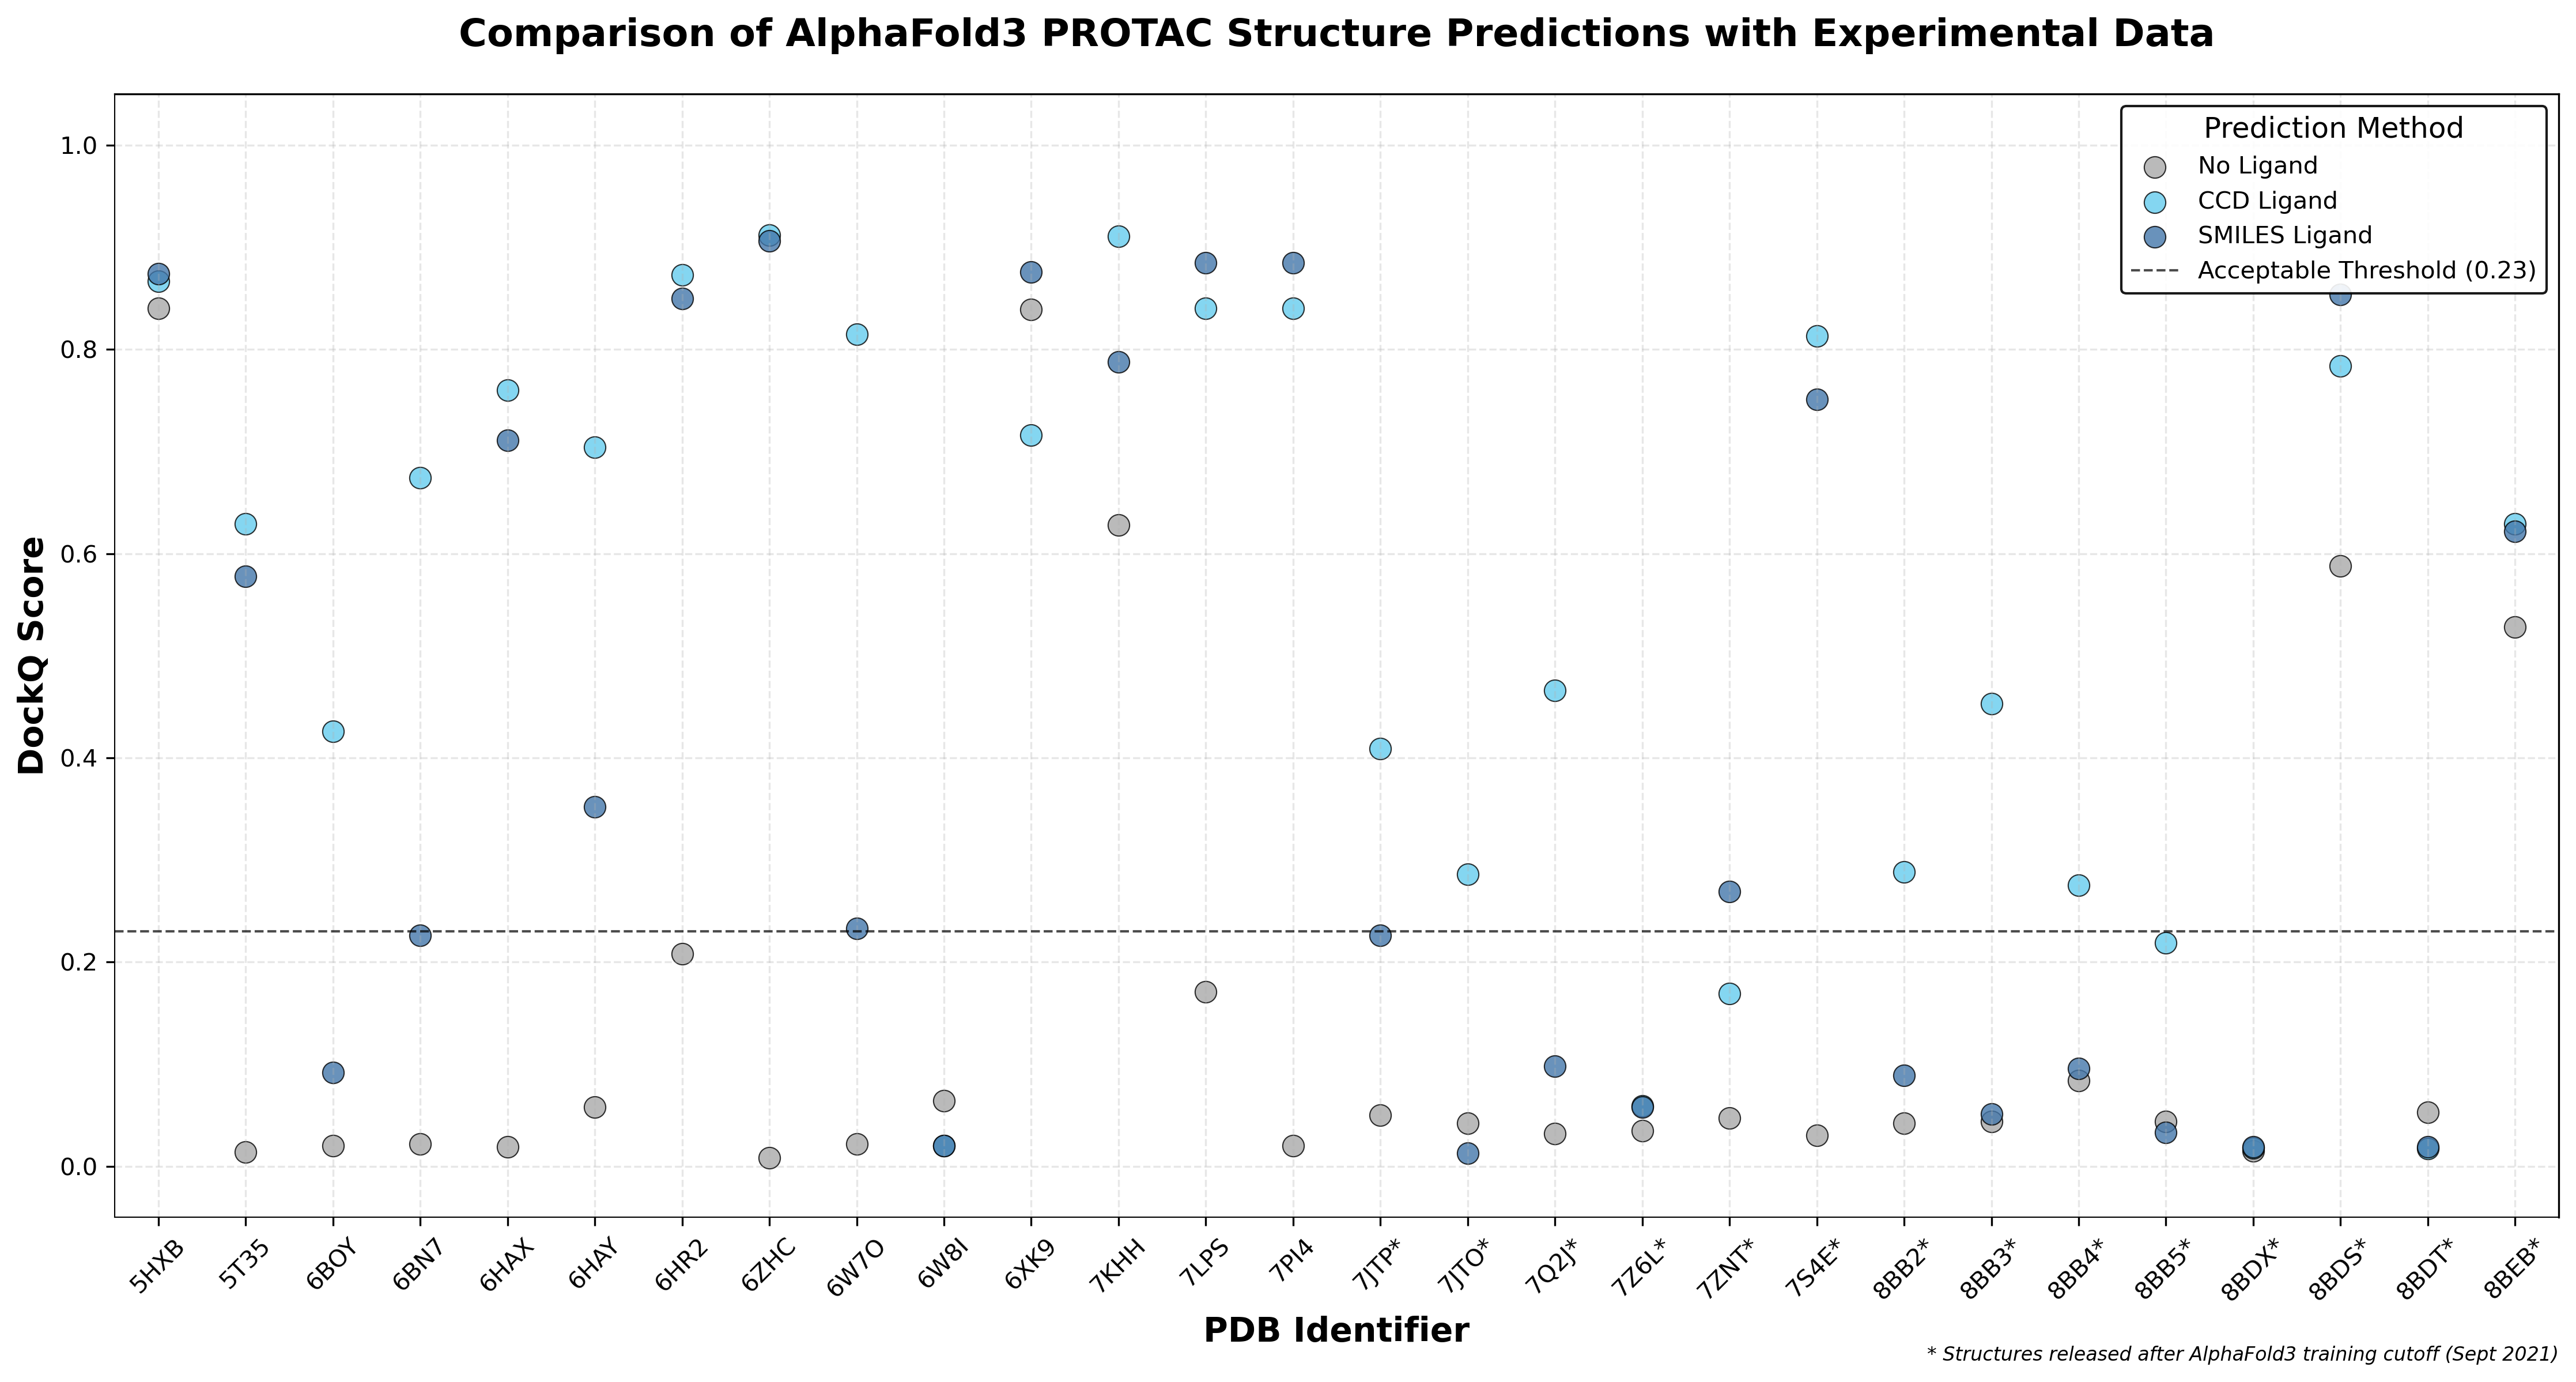 Comparison of AlphaFold3 PROTAC Structure Predictions with Experimental Data
Prediction Method
No Ligand
CCD Ligand
SMILES Ligand
Acceptable Threshold (0.23)
DockQ Score
1.0
0.8
0.6
0.4
0.2
0.0
5HXB
5T35
6BOY
6BN7
6HAX
6HAY
6HR2
6ZHC
6W7O
6W8I
6XK9
7KHH
7LPS
7PI4
7JTP*
7JTO*
7Q2J*
7Z6L*
7ZNT*
7S4E*
8BB2*
8BB3*
8BB4*
8BB5*
8BDX*
8BDS*
8BDT*
8BEB*
PDB Identifier
* Structures released after AlphaFold3 training cutoff (Sept 2021)